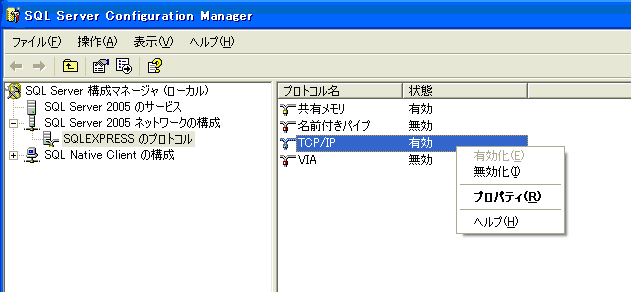 SQL Server Configuration Manager
ファイル(F) 操作(A) 表示(V) ヘルプ(H)
SQL Server 構成マネージャ (ローカル)
SQL Server 2005 のサービス
SQL Server 2005 ネットワークの構成
SQLEXPRESS のプロトコル
SQL Native Client の構成
プロトコル名 状態
共有メモリ 有効
名前付きパイプ 無効
TCP/IP 有効
VIA 無効
有効化(E)
無効化(I)
プロパティ(R)
ヘルプ(H)